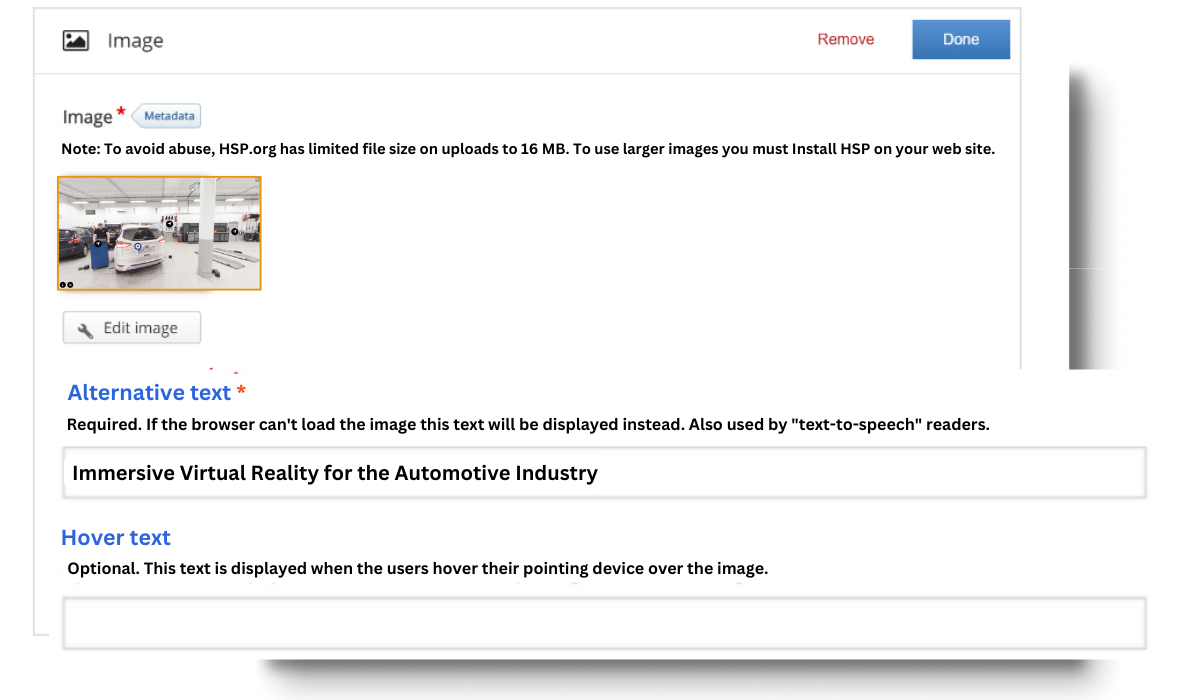 Image
Remove
Done
Image *
Metadata
Note: To avoid abuse, HSP.org has limited file size on uploads to 16 MB. To use larger images you must Install HSP on your web site.
Edit image
Alternative text *
Required. If the browser can't load the image this text will be displayed instead. Also used by "text-to-speech" readers.
Immersive Virtual Reality for the Automotive Industry
Hover text
Optional. This text is displayed when the users hover their pointing device over the image.